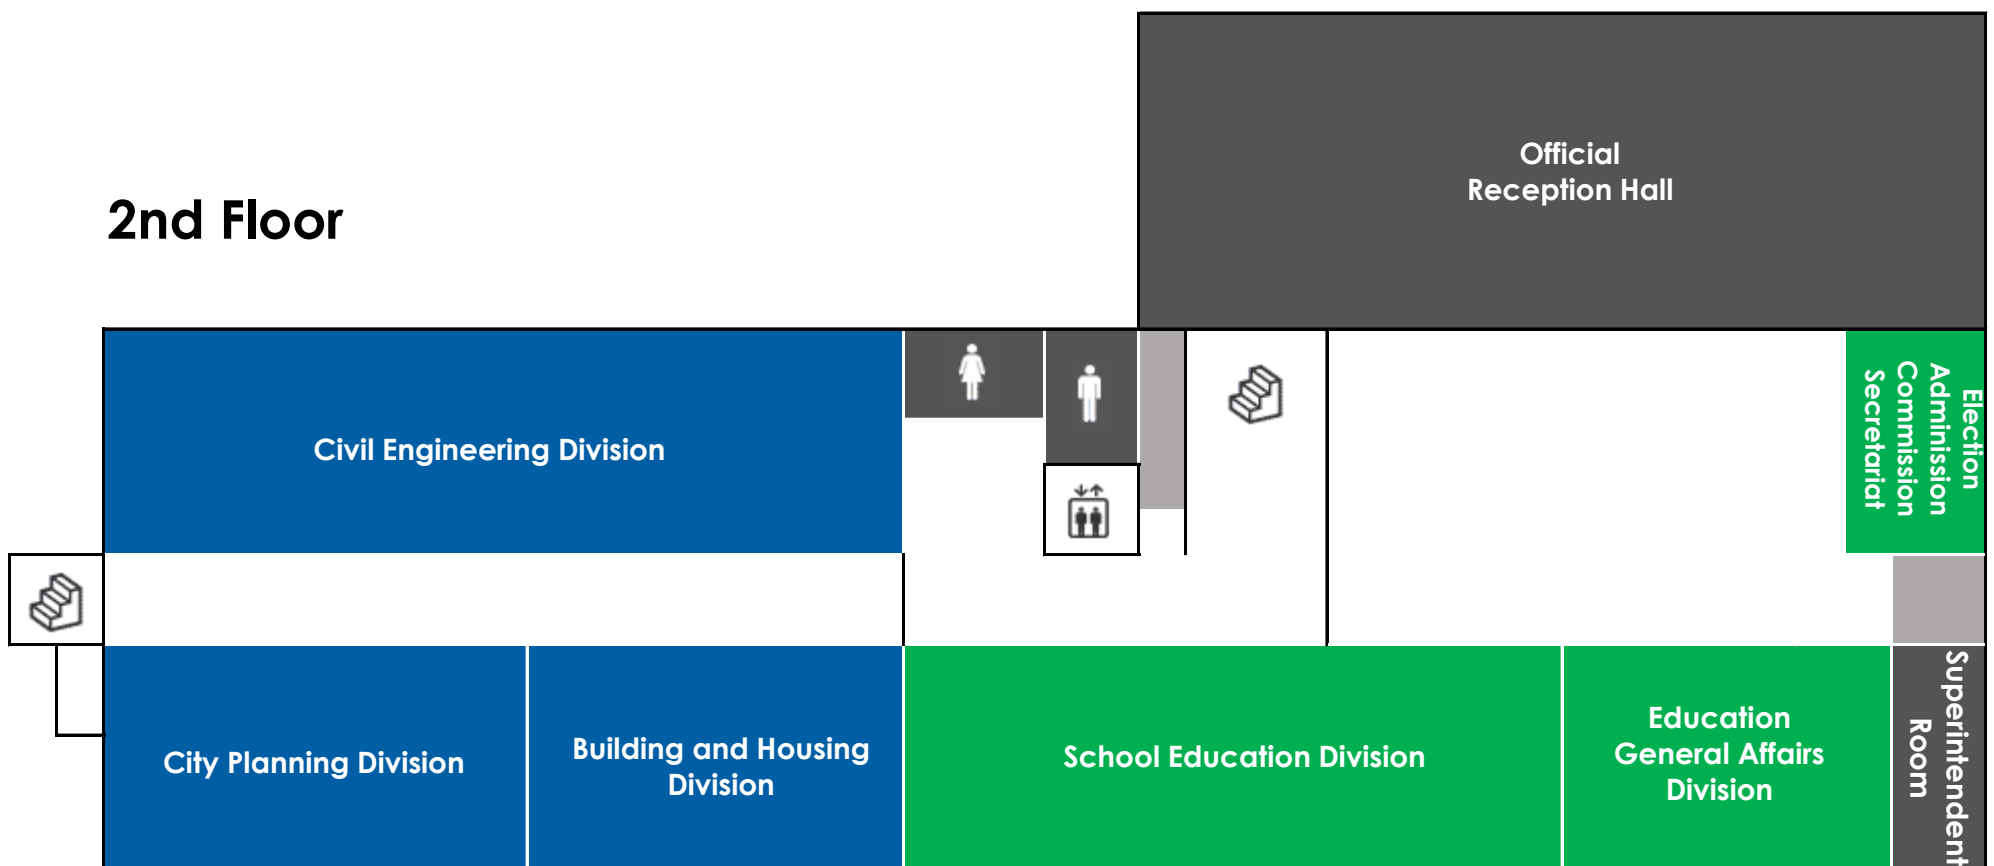 Official
Reception Hall
2nd Floor
Civil Engineering Division
Election
Adminission
Commission
Secretariat
City Planning Division
Building and Housing
Division
School Education Division
Education
General Affairs
Division
Superintendent
Room